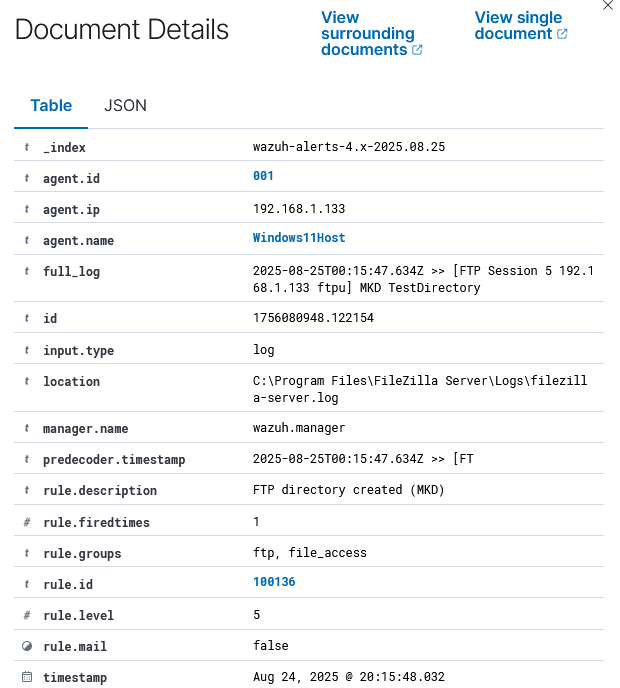 Document Details
View surrounding documents
View single document
Table JSON
t _index wazuh-alerts-4.x-2025.08.25
t agent.id 001
t agent.ip 192.168.1.133
t agent.name Windows11Host
t full_log 2025-08-25T00:15:47.634Z >> [FTP Session 5 192.1
68.1.133 ftpu] MKD TestDirectory
t id 1756080948.122154
t input.type log
t location C:\Program Files\FileZilla Server\Logs\filezill
a-server.log
t manager.name wazuh.manager
t predecoder.timestamp 2025-08-25T00:15:47.634Z >> [FT
t rule.description FTP directory created (MKD)
# rule.firedtimes 1
t rule.groups ftp, file_access
t rule.id 100136
# rule.level 5
rule.mail false
timestamp Aug 24, 2025 @ 20:15:48.032